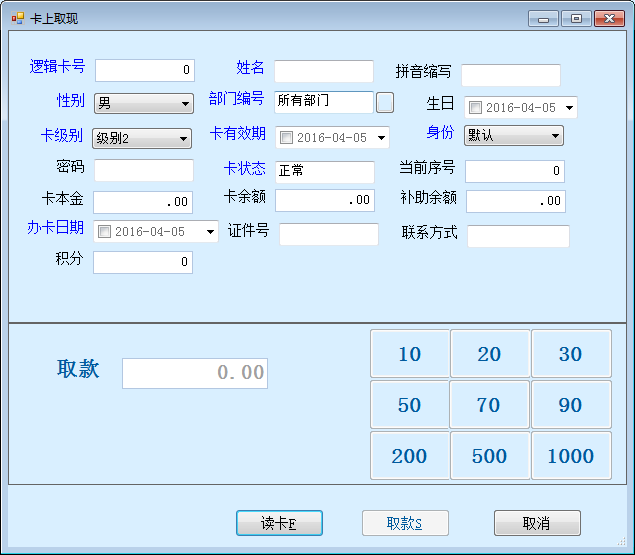 卡上取现
逻辑卡号 0 姓名 拼音缩写
性别 男 部门编号 所有部门 生日 2016-04-05
卡级别 级别2 卡有效期 2016-04-05 身份 默认
密码 卡状态 正常 当前序号 0
卡本金 .00 卡余额 .00 补助余额 .00
办卡日期 2016-04-05 证件号 联系方式
积分 0
取款 0.00
10 20 30
50 70 90
200 500 1000
读卡F 取款S 取消